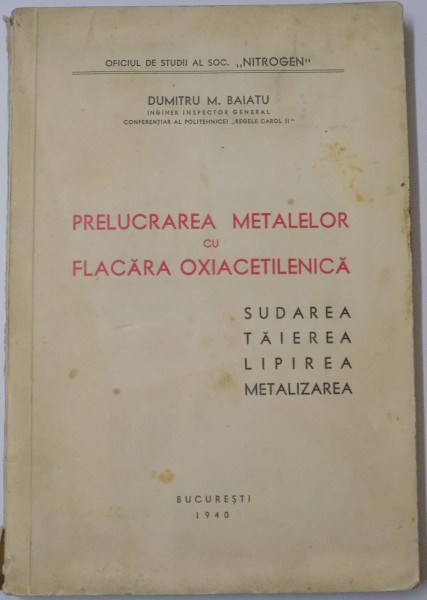 OFICIUL DE STUDII AL SOC. „NITROGEN"
DUMITRU M. BAIATU
INGINER INSPECTOR GENERAL
CONFERENȚIAR AL POLITEHNICEI „REGELE CAROL II"
PRELUCRAREA METALELOR
CU
FLACĂRA OXIACETILENICĂ
SUDAREA
TĂIEREA
LIPIREA
METALIZAREA
BUCUREȘTI
1940